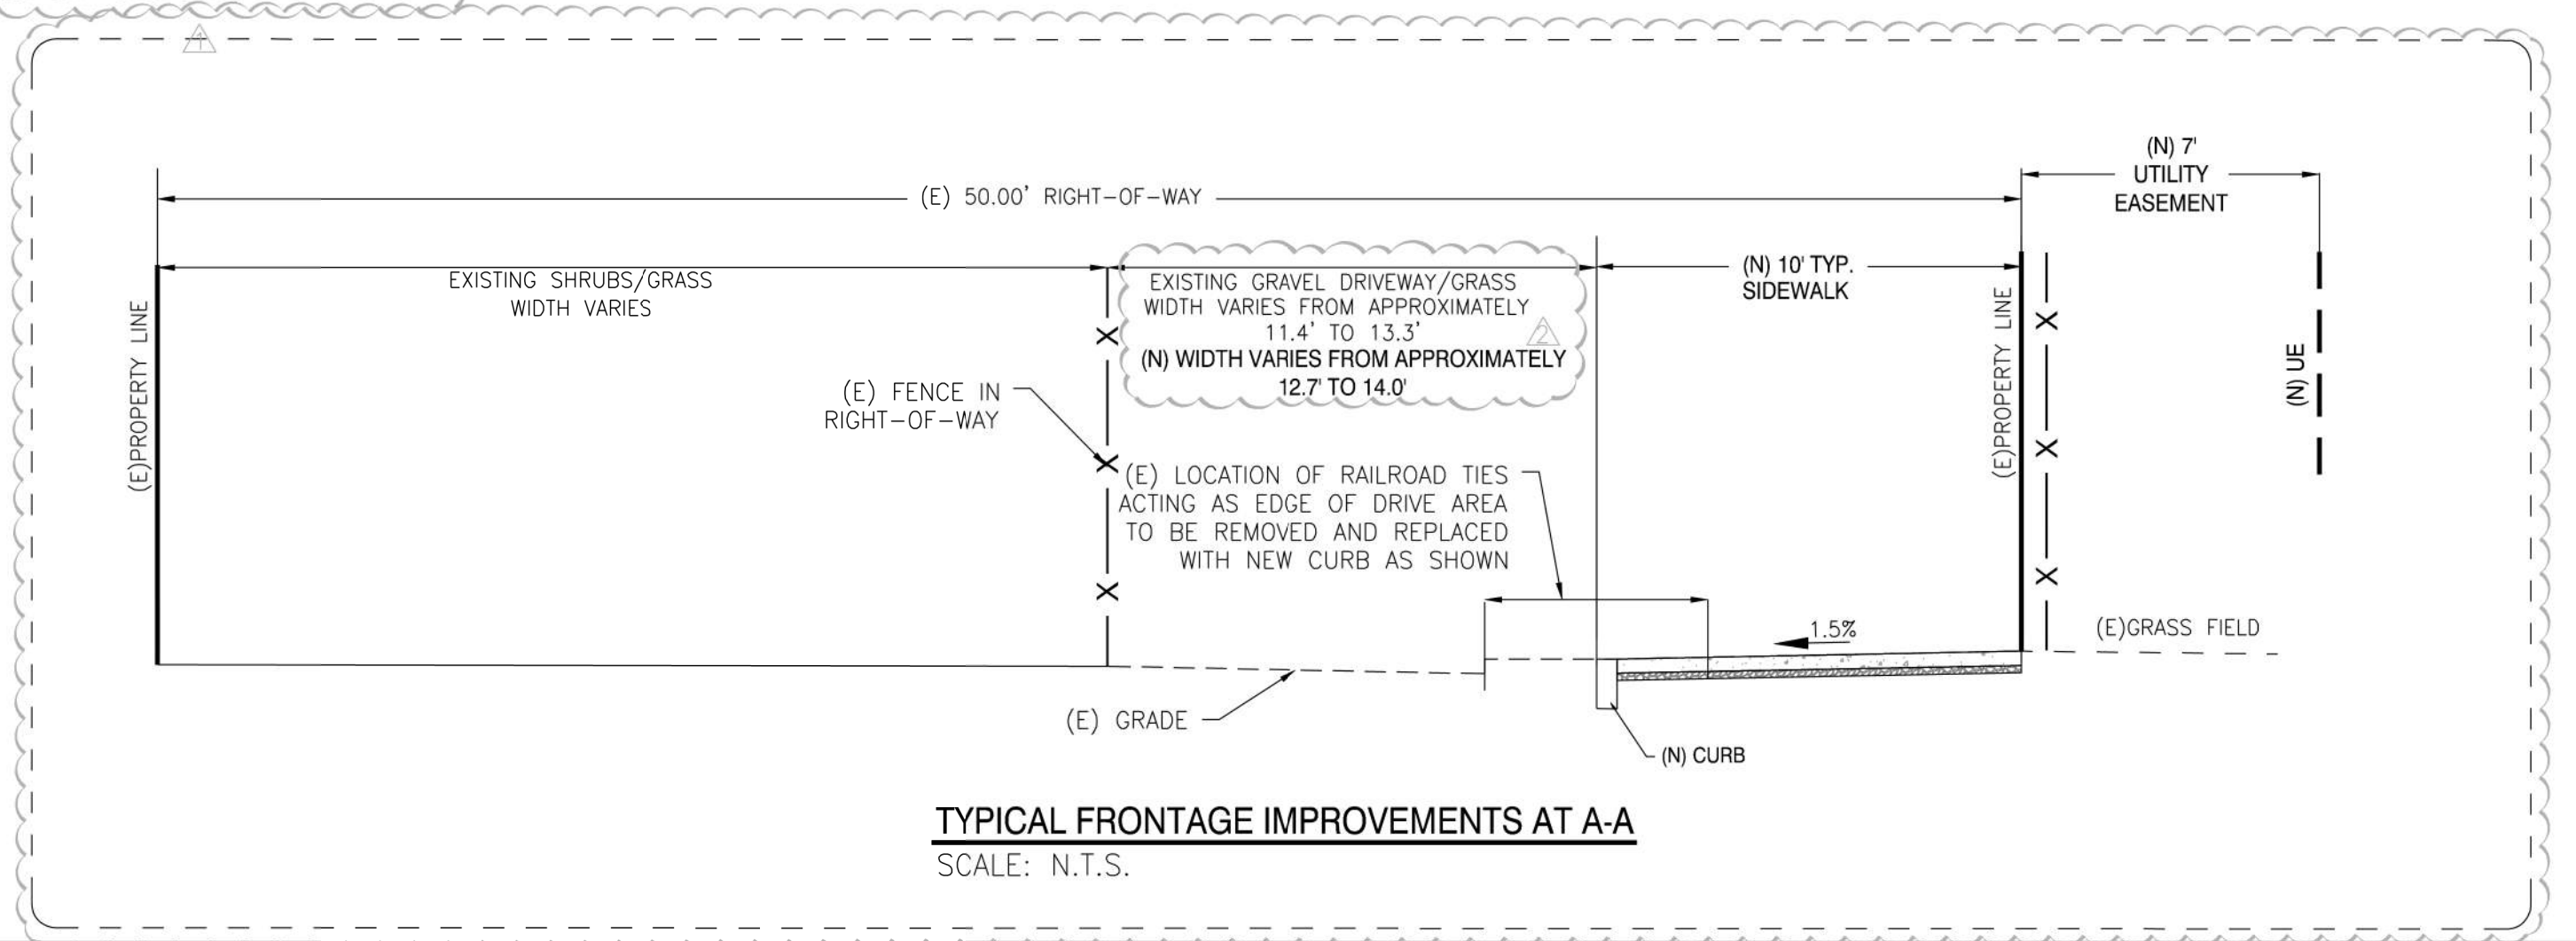 1
(N) 7'
UTILITY
EASEMENT
(E) 50.00' RIGHT-OF-WAY
EXISTING SHRUBS/GRASS
WIDTH VARIES
EXISTING GRAVEL DRIVEWAY/GRASS
WIDTH VARIES FROM APPROXIMATELY
11.4' TO 13.3'
2
(N) WIDTH VARIES FROM APPROXIMATELY
12.7' TO 14.0'
(N) 10' TYP.
SIDEWALK
(E)PROPERTY LINE
(E) FENCE IN
RIGHT-OF-WAY
X
X
X
(E) LOCATION OF RAILROAD TIES
ACTING AS EDGE OF DRIVE AREA
TO BE REMOVED AND REPLACED
WITH NEW CURB AS SHOWN
(E)PROPERTY LINE
X
X
X
(N) UE
1.5%
(E)GRASS FIELD
(E) GRADE
(N) CURB
TYPICAL FRONTAGE IMPROVEMENTS AT A-A
SCALE: N.T.S.